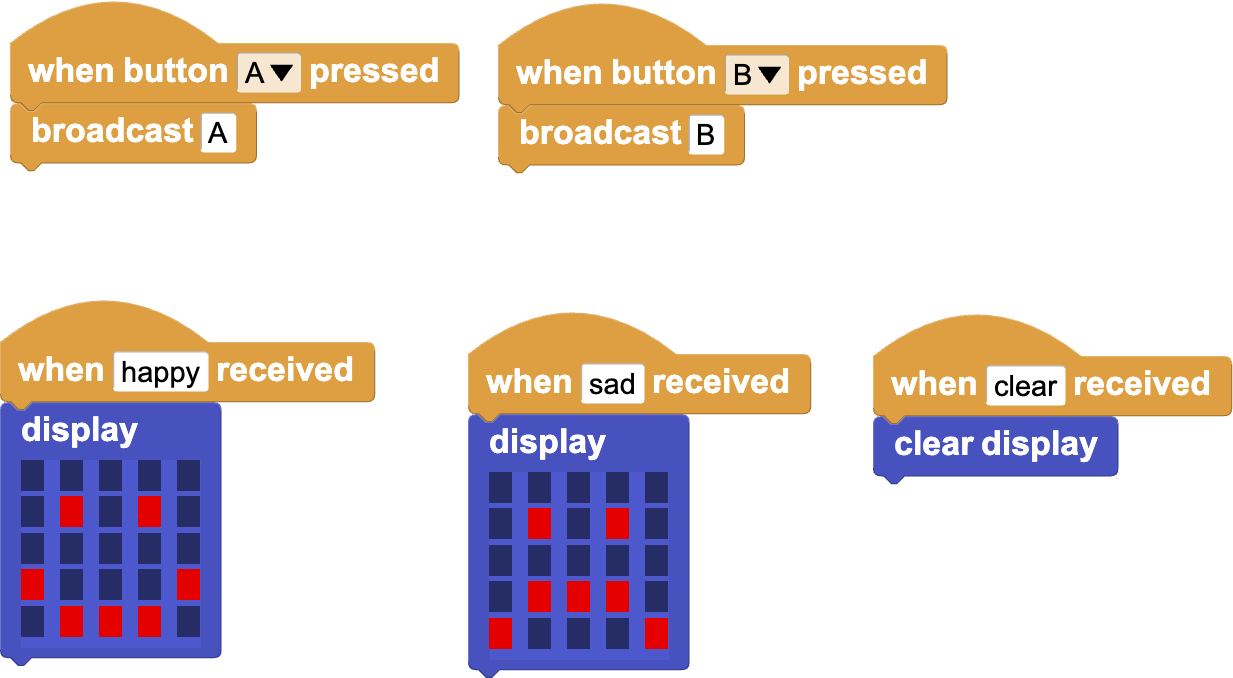 when button A▼ pressed
broadcast A
when button B▼ pressed
broadcast B
when happy received
display
when sad received
display
when clear received
clear display